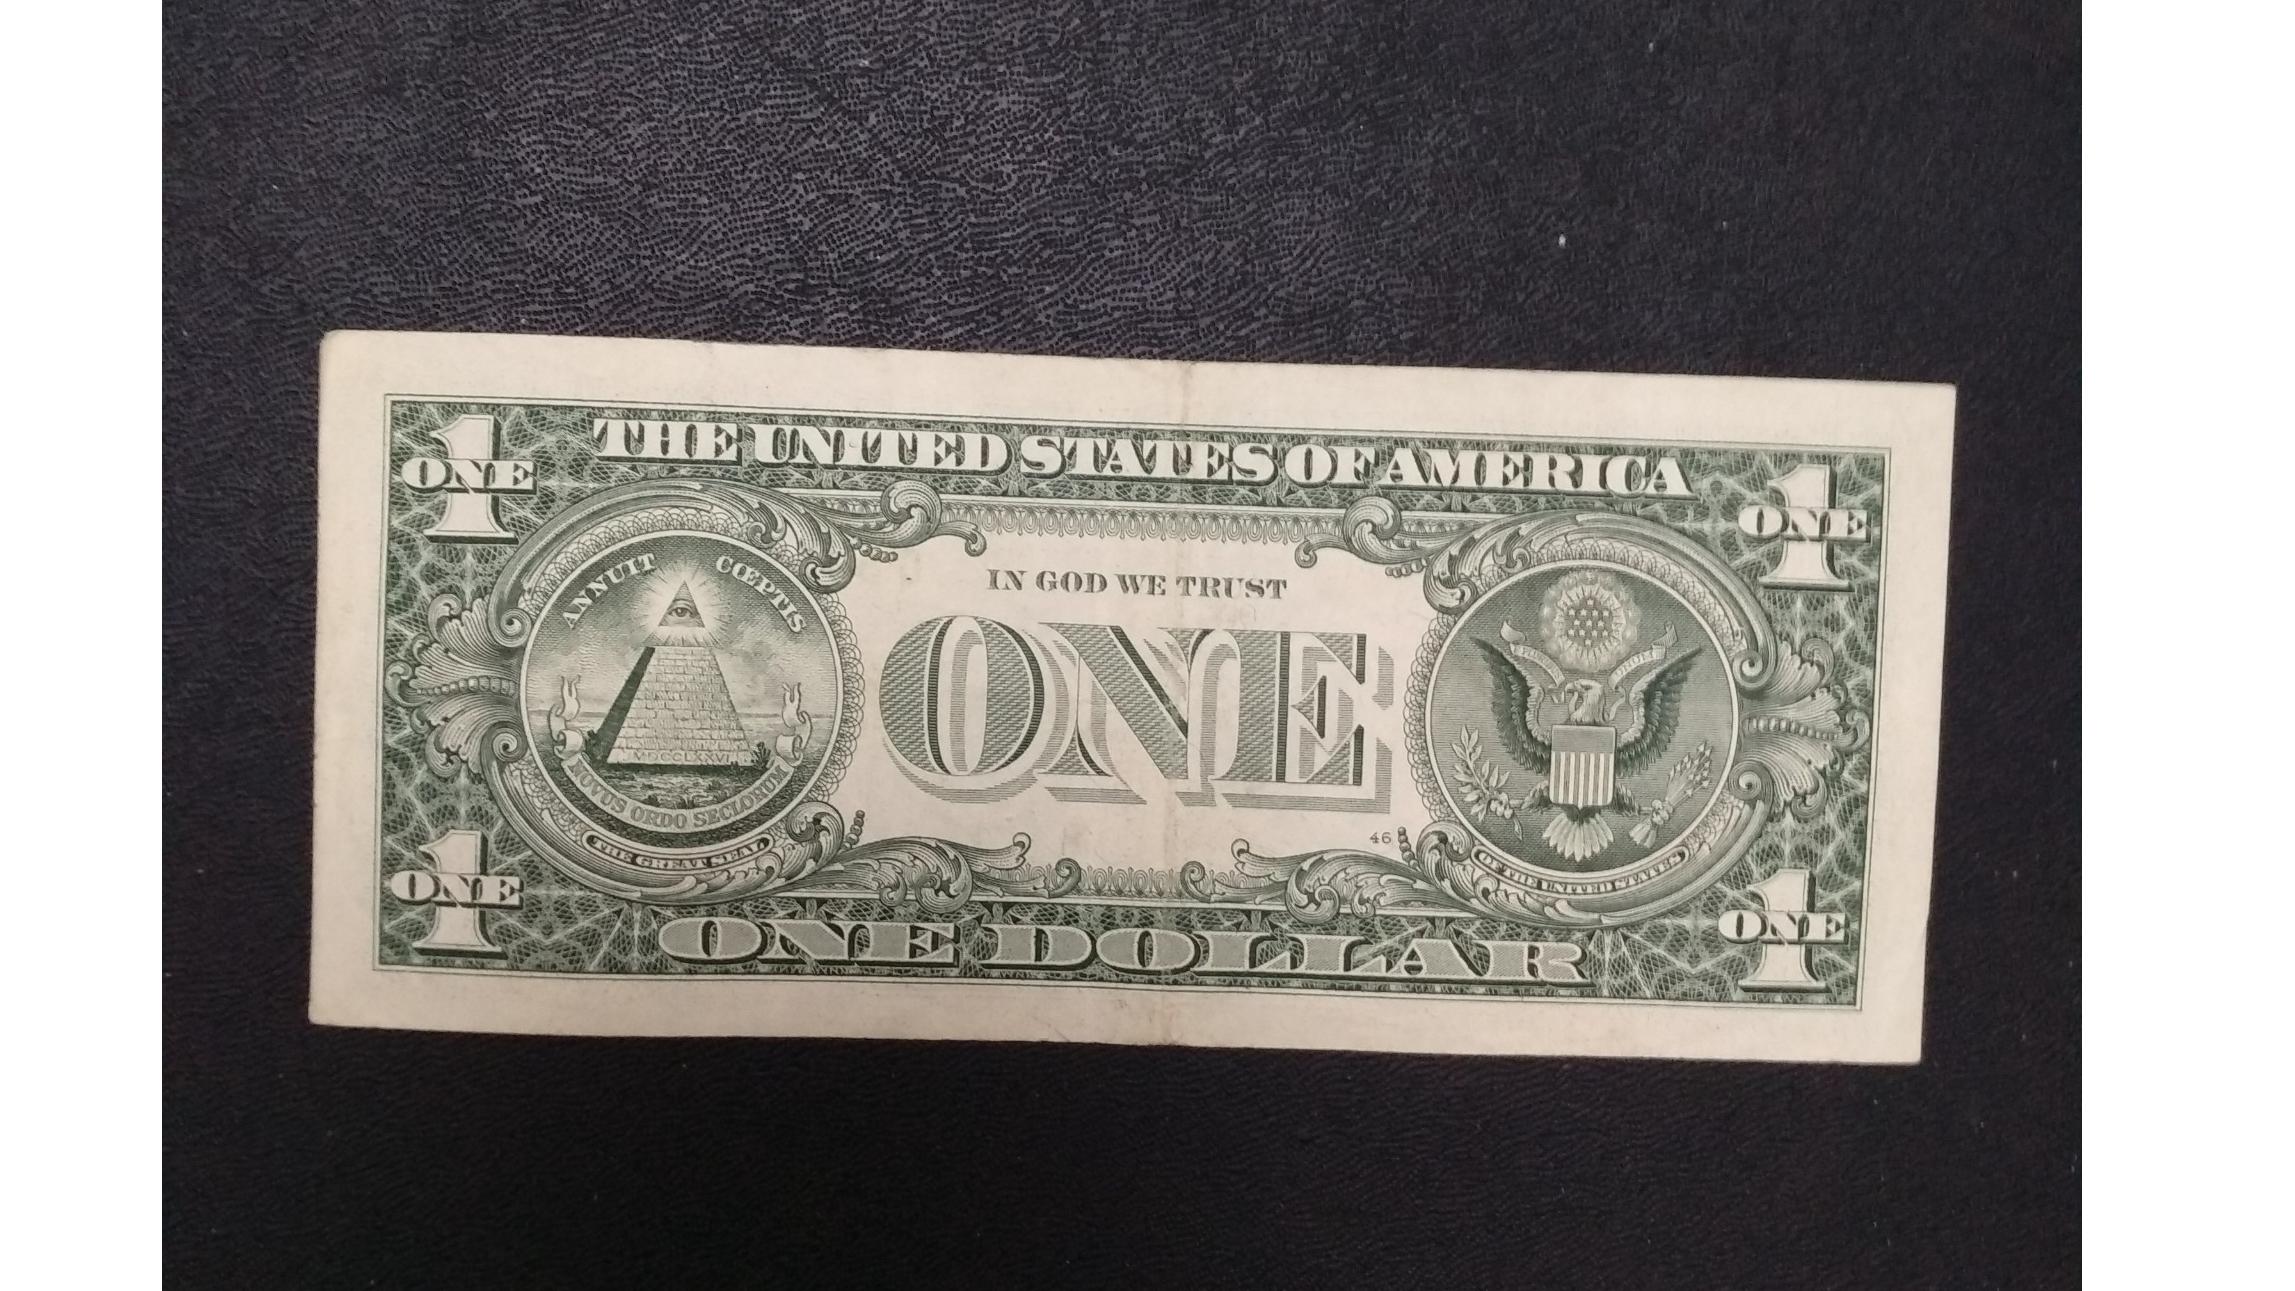 1 THE UNITED STATES OF AMERICA 1
ONE ONE
ANNUIT CŒPTIS
IN GOD WE TRUST
ONE
MDCCLXXVI
NOVUS ORDO SECLORUM
THE GREAT SEAL
46
OF THE UNITED STATES
1 1
ONE ONE
ONE DOLLAR